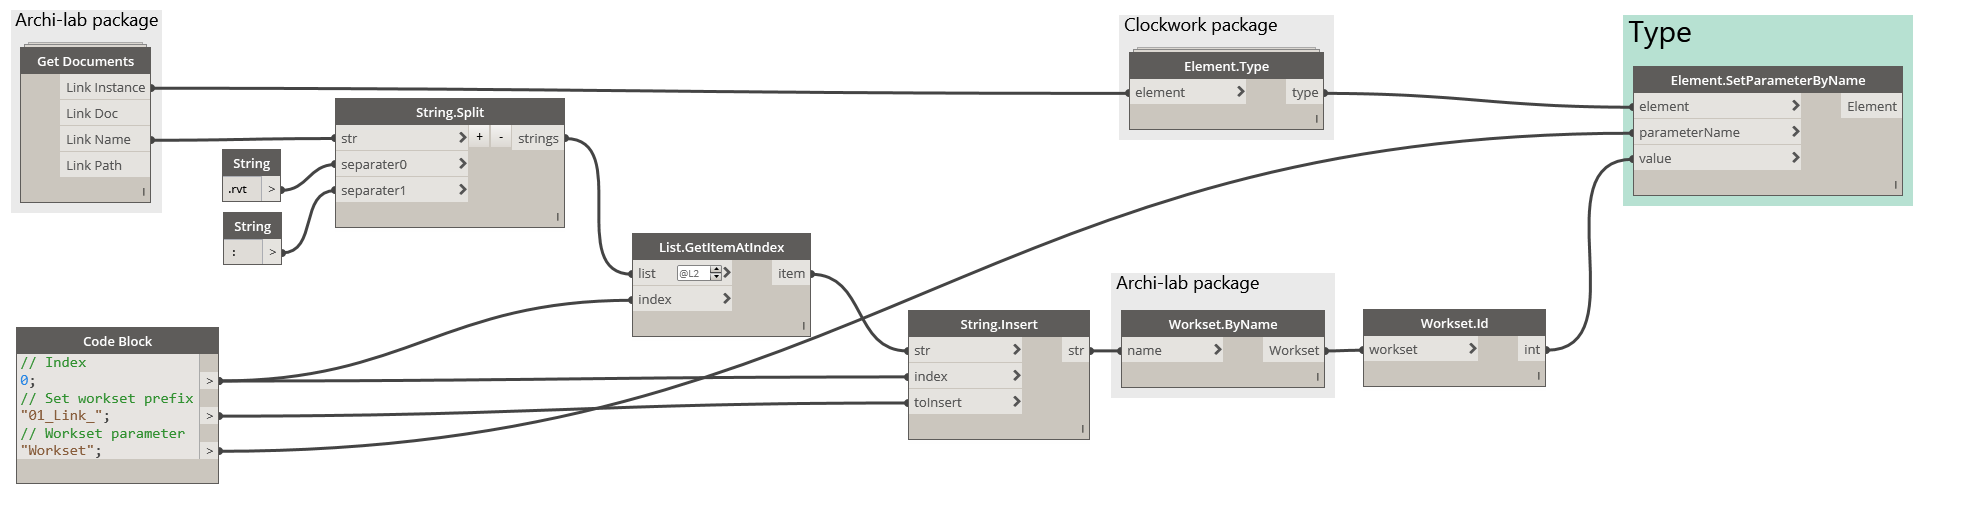 Archi-lab package
Get Documents
Link Instance
Link Doc
Link Name
Link Path
String
.rvt >
String
: >
String.Split
str + - strings
separater0
separater1
Code Block
// Index
0; >
// Set workset prefix
"01_Link_"; >
// Workset parameter
"Workset"; >
List.GetItemAtIndex
list @L2 item
index
String.Insert
str str
index
toInsert
Clockwork package
Element.Type
element type
Archi-lab package
Workset.ByName
name Workset
Workset.Id
workset int
Type
Element.SetParameterByName
element Element
parameterName
value